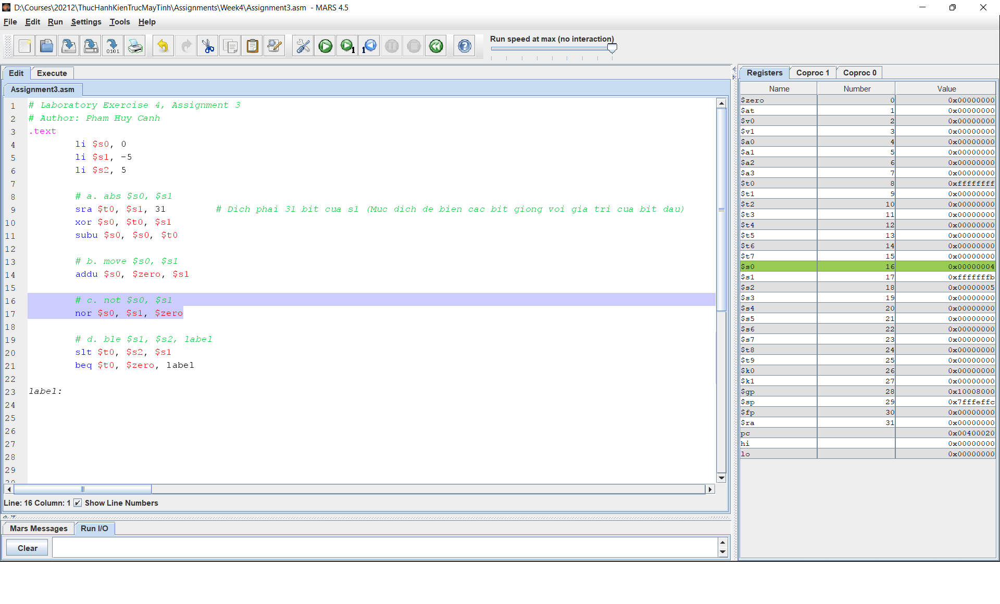 D:\Courses\20212\ThucHanhKienTrucMayTinh\Assignments\Week4\Assignment3.asm - MARS 4.5
File Edit Run Settings Tools Help
Run speed at max (no interaction)
Edit Execute
Assignment3.asm
1 # Laboratory Exercise 4, Assignment 3
2 # Author: Pham Huy Canh
3 .text
4 li $s0, 0
5 li $s1, -5
6 li $s2, 5
7
8 # a. abs $s0, $s1
9 sra $t0, $s1, 31 # Dich phai 31 bit cua s1 (Muc dich de bien cac bit giong voi gia tri cua bit dau)
10 xor $s0, $t0, $s1
11 subu $s0, $s0, $t0
12
13 # b. move $s0, $s1
14 addu $s0, $zero, $s1
15
16 # c. not $s0, $s1
17 nor $s0, $s1, $zero
18
19 # d. ble $s1, $s2, label
20 slt $t0, $s2, $s1
21 beq $t0, $zero, label
22
23 label:
24
25
26
27
28
29
Line: 16 Column: 1 Show Line Numbers
Mars Messages Run I/O
Clear
Registers Coproc 1 Coproc 0
Name Number Value
$zero 0 0x00000000
$at 1 0x00000000
$v0 2 0x00000000
$v1 3 0x00000000
$a0 4 0x00000000
$a1 5 0x00000000
$a2 6 0x00000000
$a3 7 0x00000000
$t0 8 0xffffffff
$t1 9 0x00000000
$t2 10 0x00000000
$t3 11 0x00000000
$t4 12 0x00000000
$t5 13 0x00000000
$t6 14 0x00000000
$t7 15 0x00000000
$s0 16 0x00000004
$s1 17 0xfffffffb
$s2 18 0x00000005
$s3 19 0x00000000
$s4 20 0x00000000
$s5 21 0x00000000
$s6 22 0x00000000
$s7 23 0x00000000
$t8 24 0x00000000
$t9 25 0x00000000
$k0 26 0x00000000
$k1 27 0x00000000
$gp 28 0x10008000
$sp 29 0x7fffeffc
$fp 30 0x00000000
$ra 31 0x00000000
pc 0x00400020
hi 0x00000000
lo 0x00000000